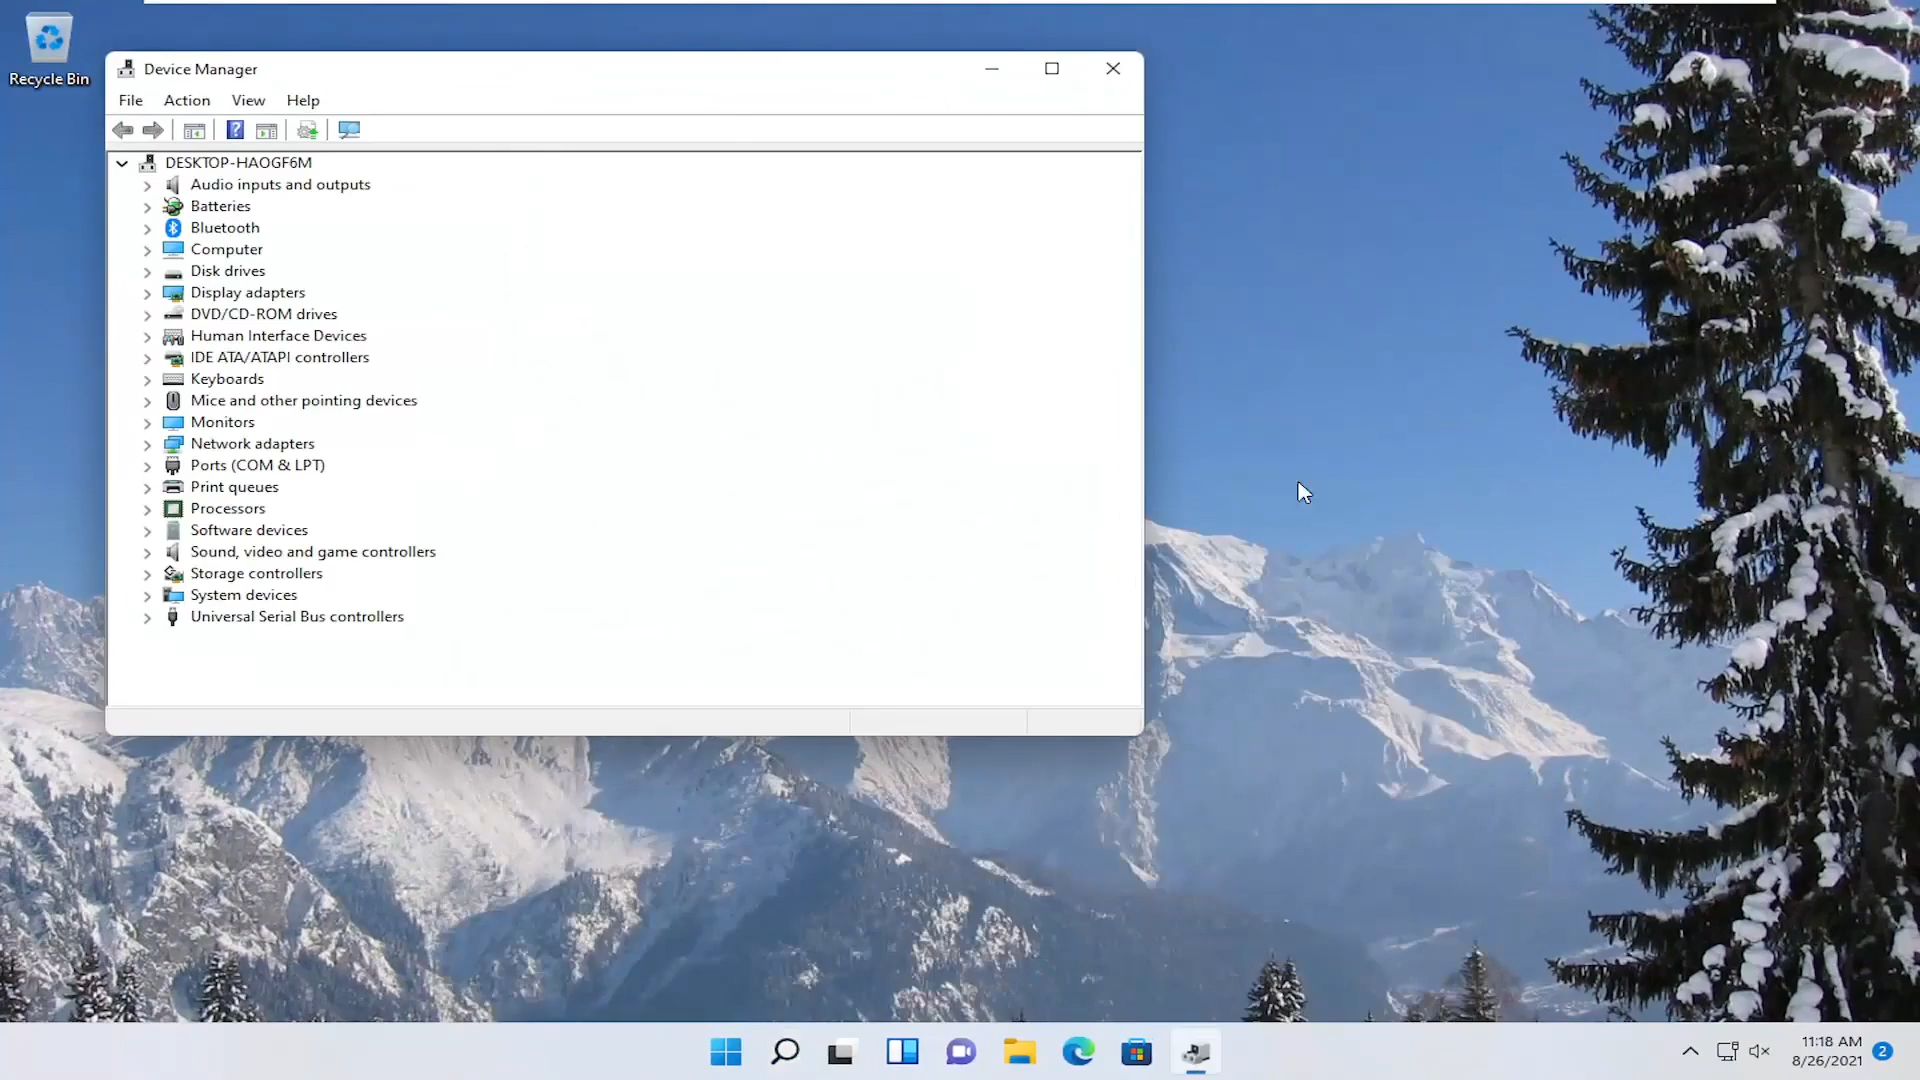 Recycle Bin
Device Manager
File Action View Help
DESKTOP-HAOGF6M
Audio inputs and outputs
Batteries
Bluetooth
Computer
Disk drives
Display adapters
DVD/CD-ROM drives
Human Interface Devices
IDE ATA/ATAPI controllers
Keyboards
Mice and other pointing devices
Monitors
Network adapters
Ports (COM & LPT)
Print queues
Processors
Software devices
Sound, video and game controllers
Storage controllers
System devices
Universal Serial Bus controllers
11:18 AM
8/26/2021
2